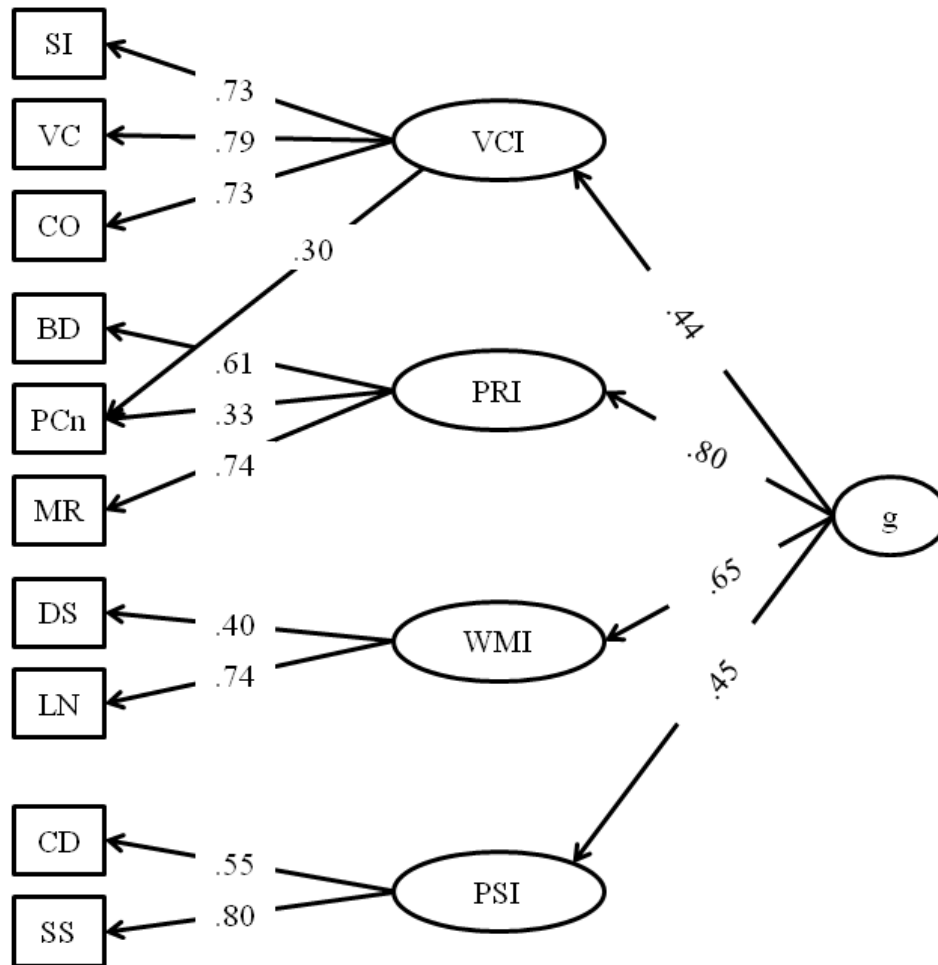 SI
.73
VC
.79
VCI
CO
.73
.30
BD
.44
.61
PRI
PCn
.33
.80
.74
MR
g
.65
DS
.40
WMI
LN
.74
.45
CD
.55
PSI
SS
.80